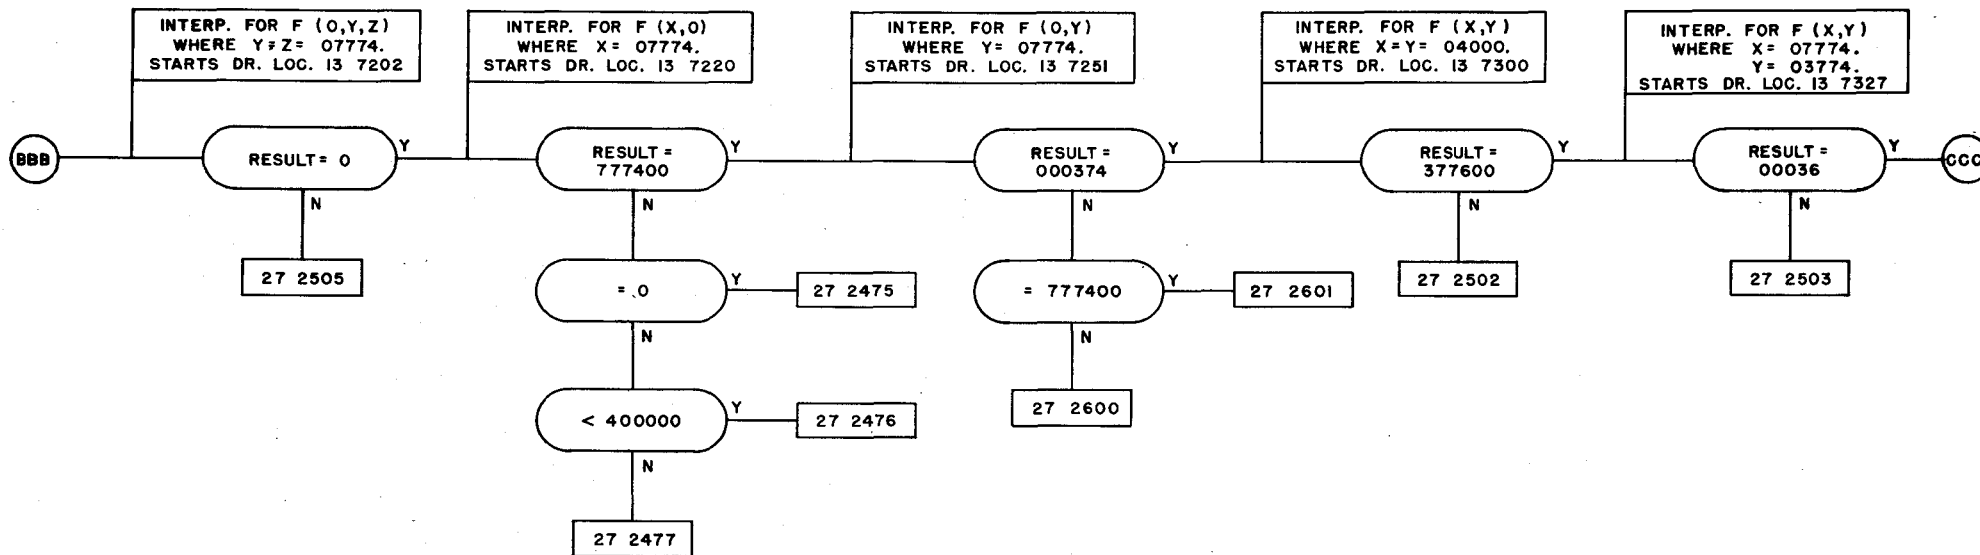 INTERP. FOR F (0,Y,Z)
WHERE Y≠Z= 07774.
STARTS DR. LOC. 13 7202
INTERP. FOR F (X,0)
WHERE X= 07774.
STARTS DR. LOC. 13 7220
INTERP. FOR F (0,Y)
WHERE Y= 07774.
STARTS DR. LOC. 13 7251
INTERP. FOR F (X,Y)
WHERE X=Y= 04000.
STARTS DR. LOC. 13 7300
INTERP. FOR F (X,Y)
WHERE X= 07774.
Y= 03774.
STARTS DR. LOC. 13 7327
BBB
RESULT= 0
Y
RESULT=
777400
Y
RESULT=
000374
Y
RESULT=
377600
Y
RESULT=
00036
Y
CCC
N
N
N
N
N
27 2505
= 0
Y
27 2475
= 777400
Y
27 2601
27 2502
27 2503
N
N
< 400000
Y
27 2476
27 2600
N
27 2477